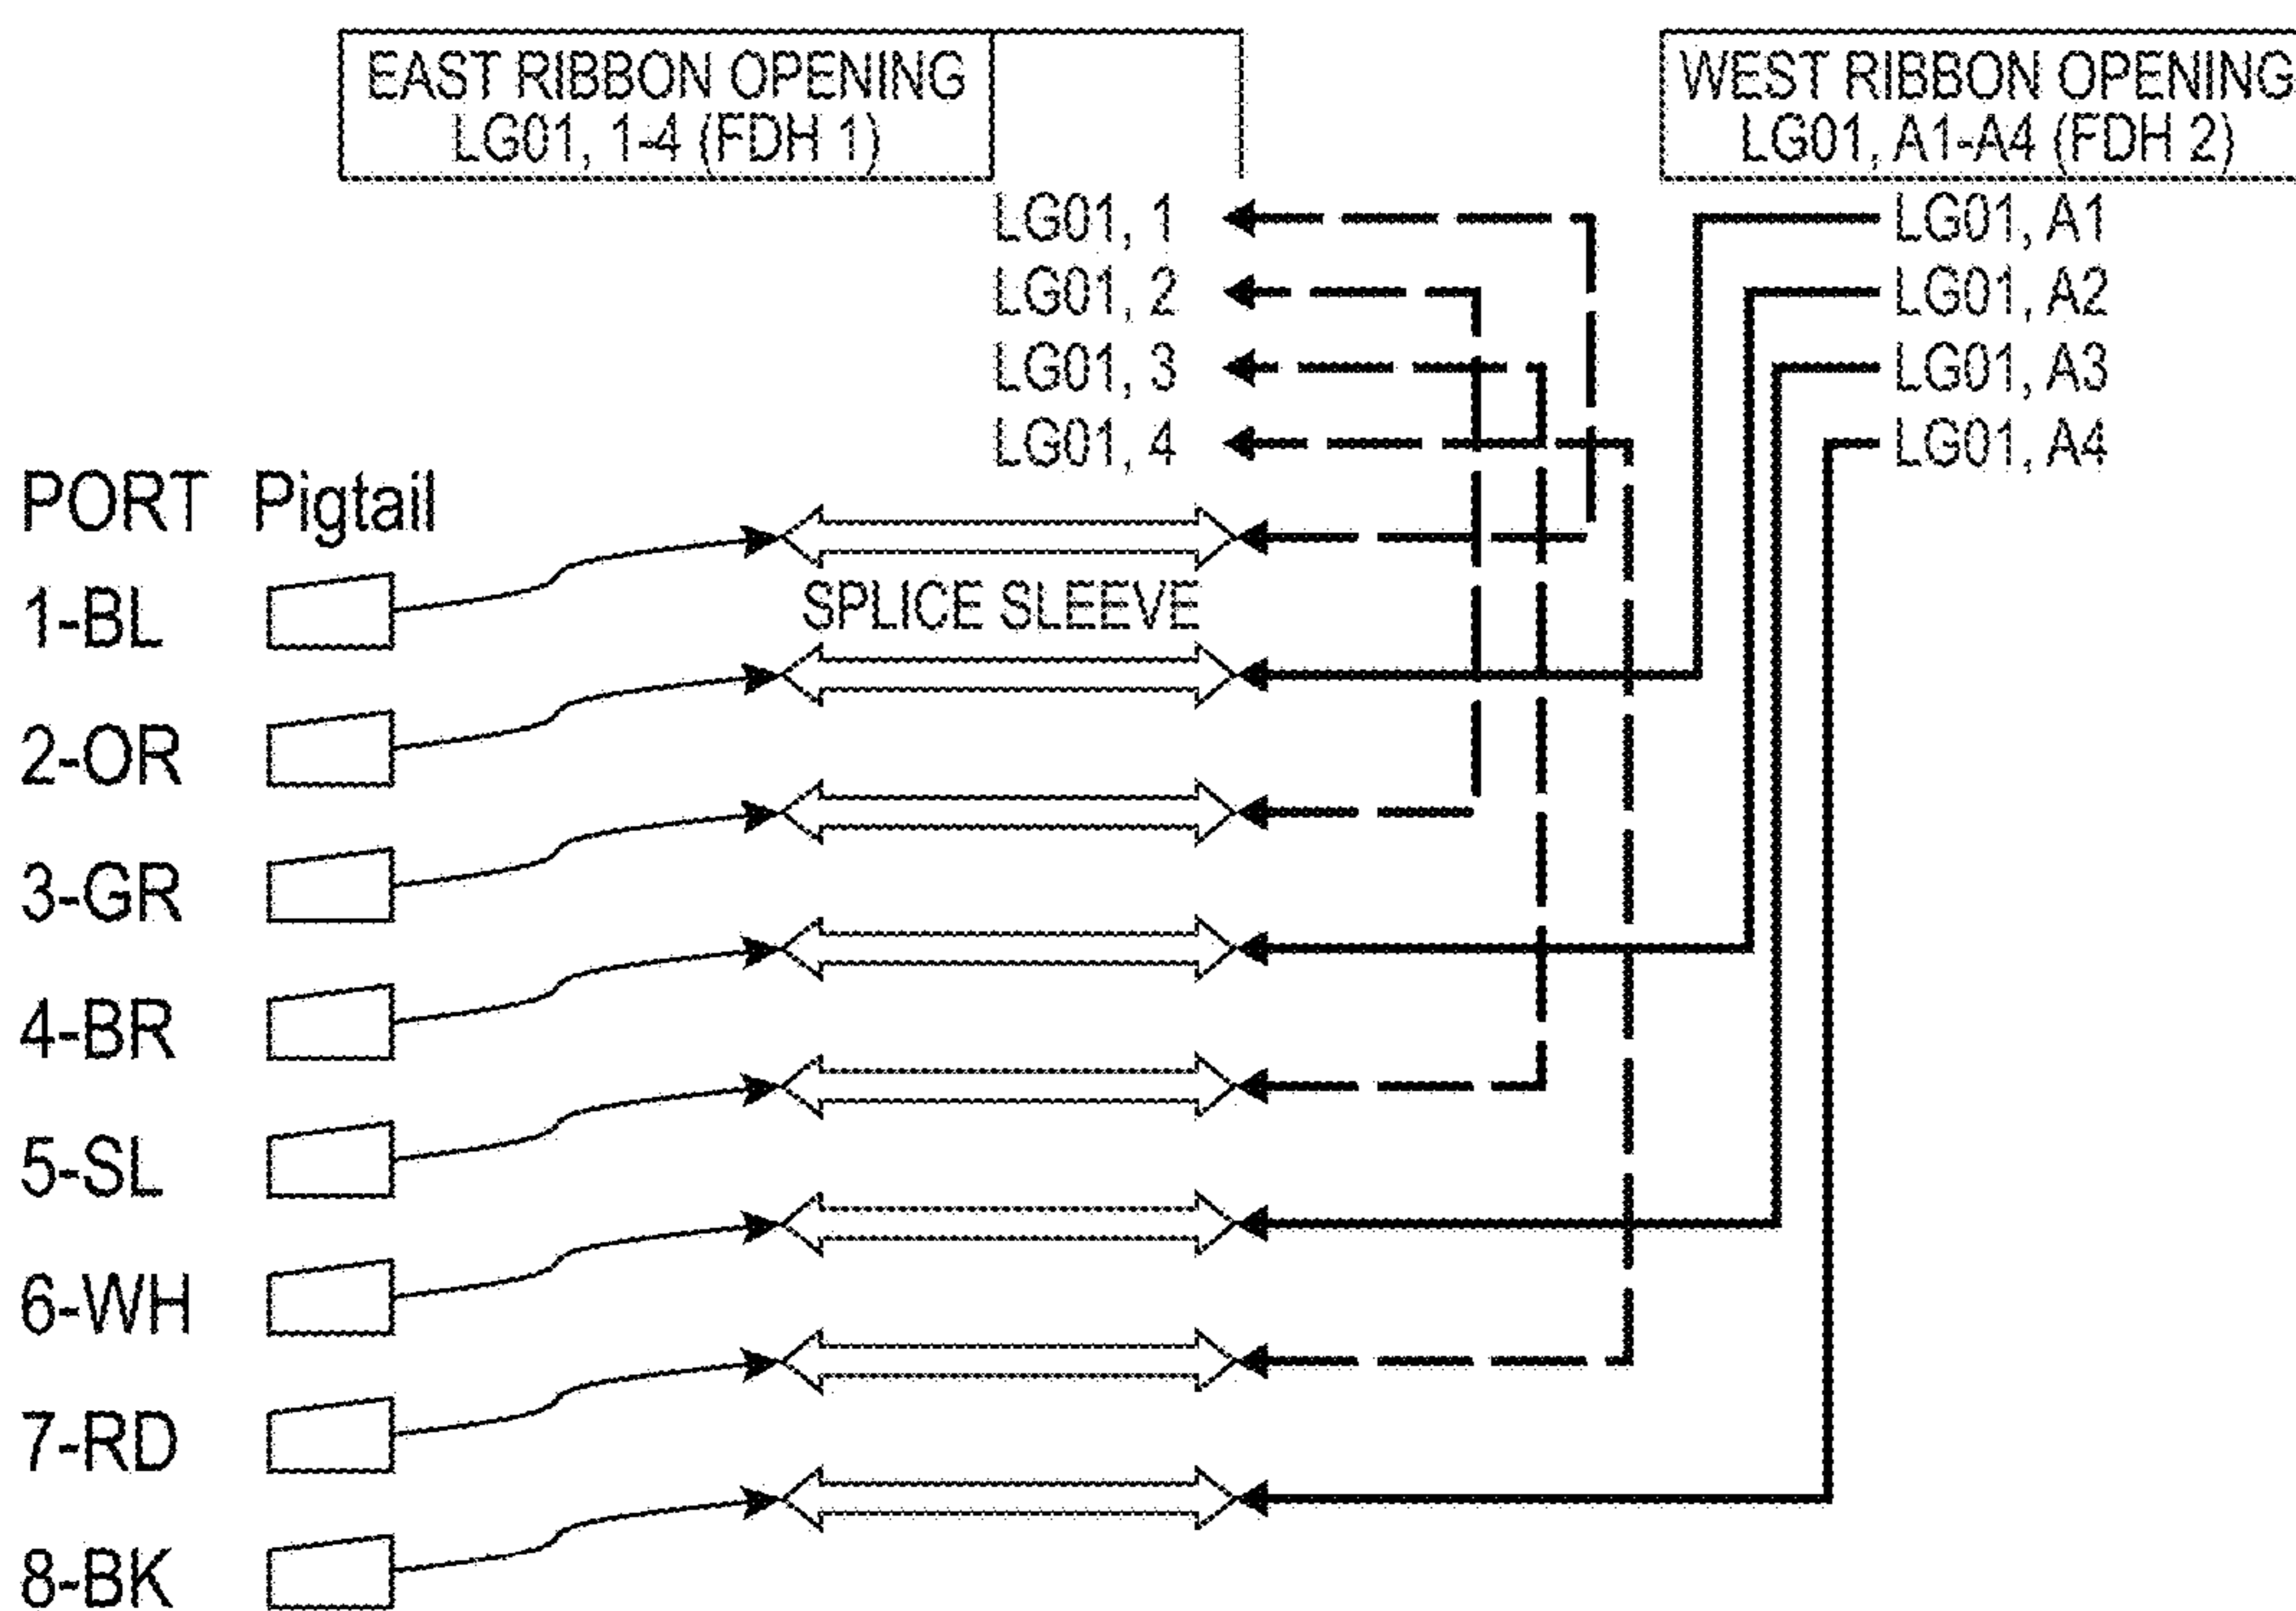 EAST RIBBON OPENING
LG01, 1-4 (FDH 1)
WEST RIBBON OPENING
LG01, A1-A4 (FDH 2)
LG01, 1
LG01, A1
LG01, 2
LG01, A2
LG01, 3
LG01, A3
LG01, 4
LG01, A4
PORT Pigtail
1-BL
SPLICE SLEEVE
2-OR
3-GR
4-BR
5-SL
6-WH
7-RD
8-BK